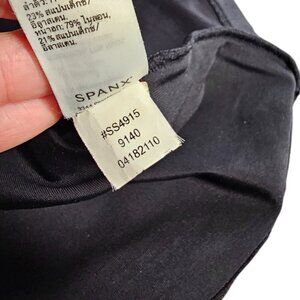 23% สแปนเด็กซ์/
อีลาสเตน.
หน้าอก: 79% ไนลอน,
21% สแปนเด็กซ์/
อีลาสเตน.
SPANX
#SS4915
9140
04182110